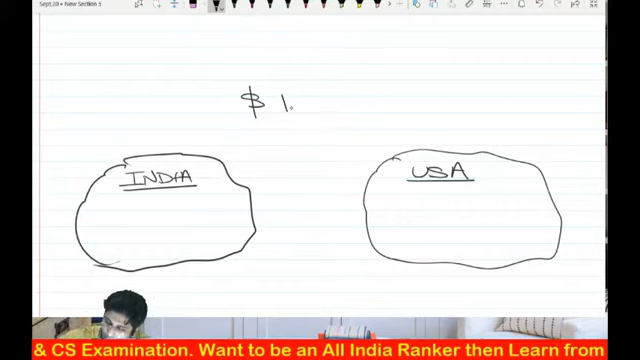 Sept,20 - New Section 3
$ 1.
INDIA
USA
& CS Examination. Want to be an All India Ranker then Learn from